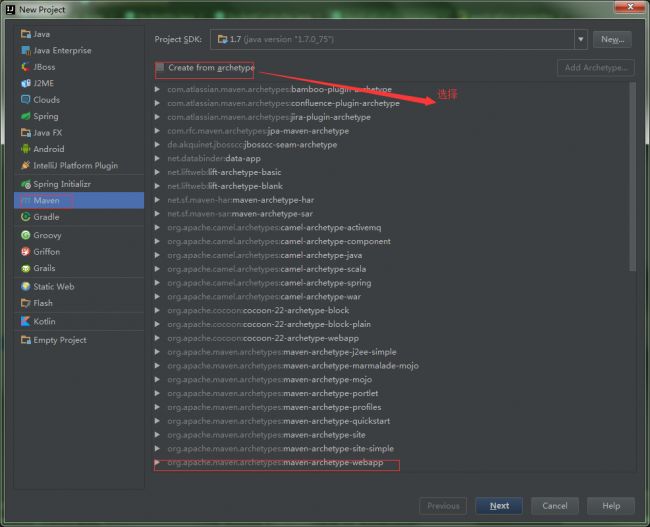 New Project
Java
Java Enterprise
JBoss
J2ME
Clouds
Spring
Java FX
Android
IntelliJ Platform Plugin
Spring Initializr
Maven
Gradle
Groovy
Griffon
Grails
Static Web
Flash
Kotlin
Empty Project
Project SDK: 1.7 (java version "1.7.0_75") New...
Create from archetype Add Archetype...
选择
com.atlassian.maven.archetypes:bamboo-plugin-archetype
com.atlassian.maven.archetypes:confluence-plugin-archetype
com.atlassian.maven.archetypes:jira-plugin-archetype
com.rfc.maven.archetypes:jpa-maven-archetype
de.akquinet.jbosscc:jbosscc-seam-archetype
net.databinder:data-app
net.liftweb:lift-archetype-basic
net.liftweb:lift-archetype-blank
net.sf.maven-har:maven-archetype-har
net.sf.maven-sar:maven-archetype-sar
org.apache.camel.archetypes:camel-archetype-activemq
org.apache.camel.archetypes:camel-archetype-component
org.apache.camel.archetypes:camel-archetype-java
org.apache.camel.archetypes:camel-archetype-scala
org.apache.camel.archetypes:camel-archetype-spring
org.apache.camel.archetypes:camel-archetype-war
org.apache.cocoon:cocoon-22-archetype-block
org.apache.cocoon:cocoon-22-archetype-block-plain
org.apache.cocoon:cocoon-22-archetype-webapp
org.apache.maven.archetypes:maven-archetype-j2ee-simple
org.apache.maven.archetypes:maven-archetype-marmalade-mojo
org.apache.maven.archetypes:maven-archetype-mojo
org.apache.maven.archetypes:maven-archetype-portlet
org.apache.maven.archetypes:maven-archetype-profiles
org.apache.maven.archetypes:maven-archetype-quickstart
org.apache.maven.archetypes:maven-archetype-site
org.apache.maven.archetypes:maven-archetype-site-simple
org.apache.maven.archetypes:maven-archetype-webapp
Previous Next Cancel Help